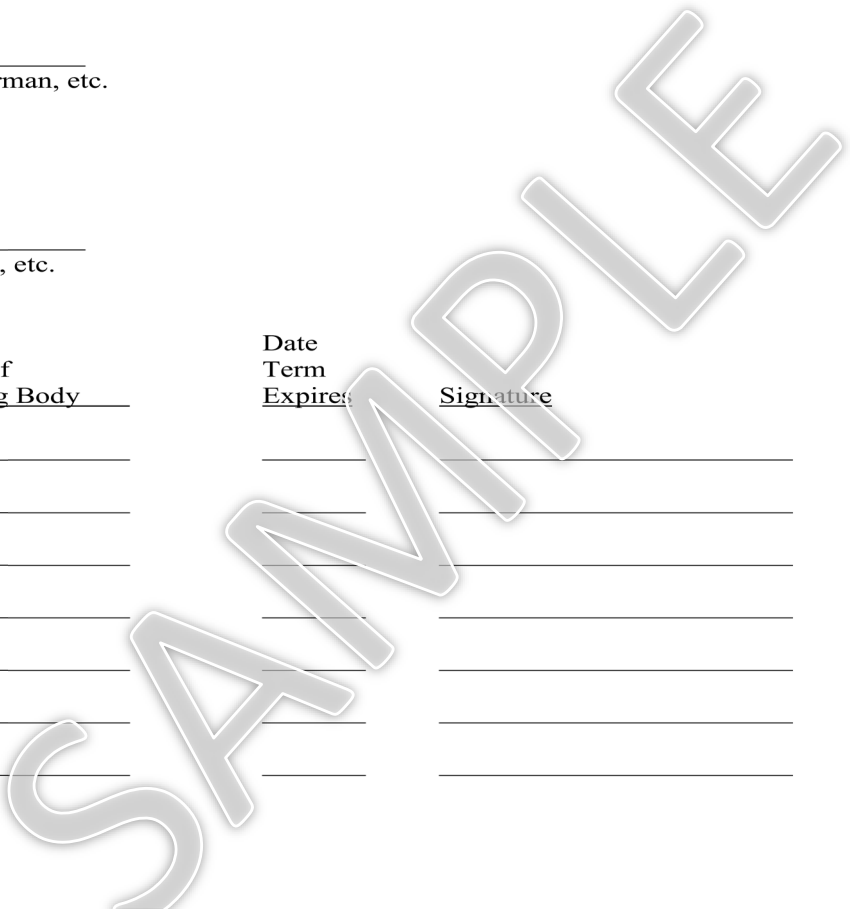 rman, etc.
, etc.
Date
f Term
g Body Expires Signature
SAMPLE